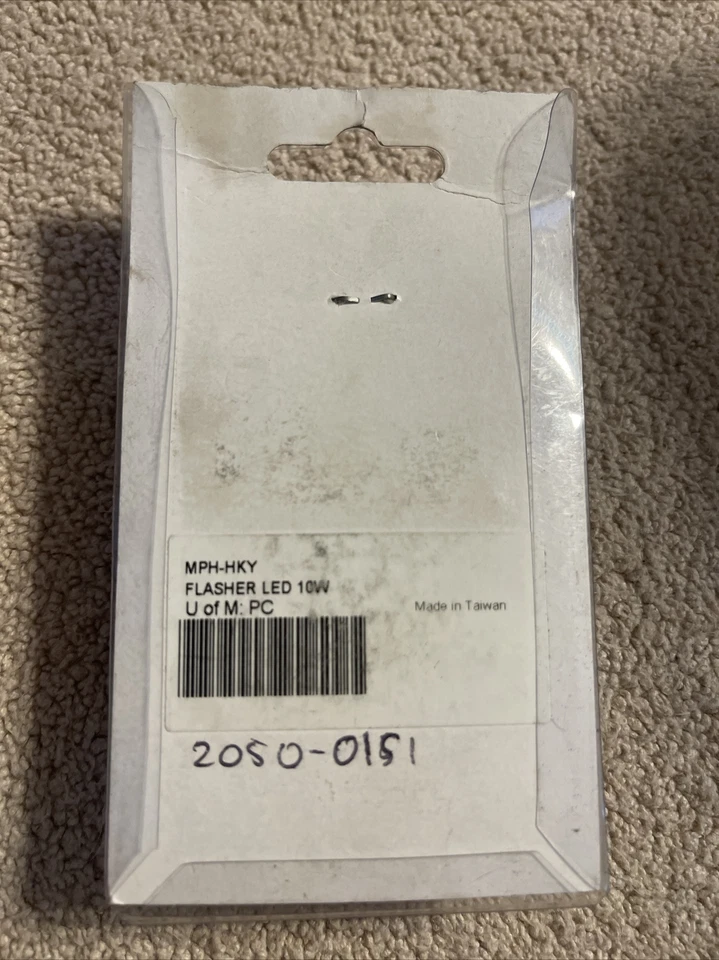 MPH-HKY
FLASHER LED 10W
U of M: PC
Made in Taiwan
2050-0151